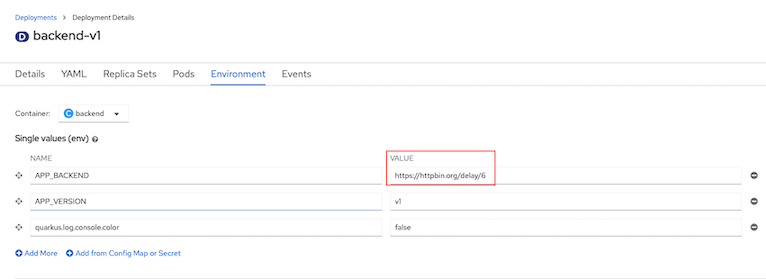 Deployments > Deployment Details
D backend-v1
Details YAML Replica Sets Pods Environment Events
Container: C backend
Single values (env)
NAME VALUE
APP_BACKEND https://httpbin.org/delay/6
APP_VERSION v1
quarkus.log.console.color false
Add More Add from Config Map or Secret